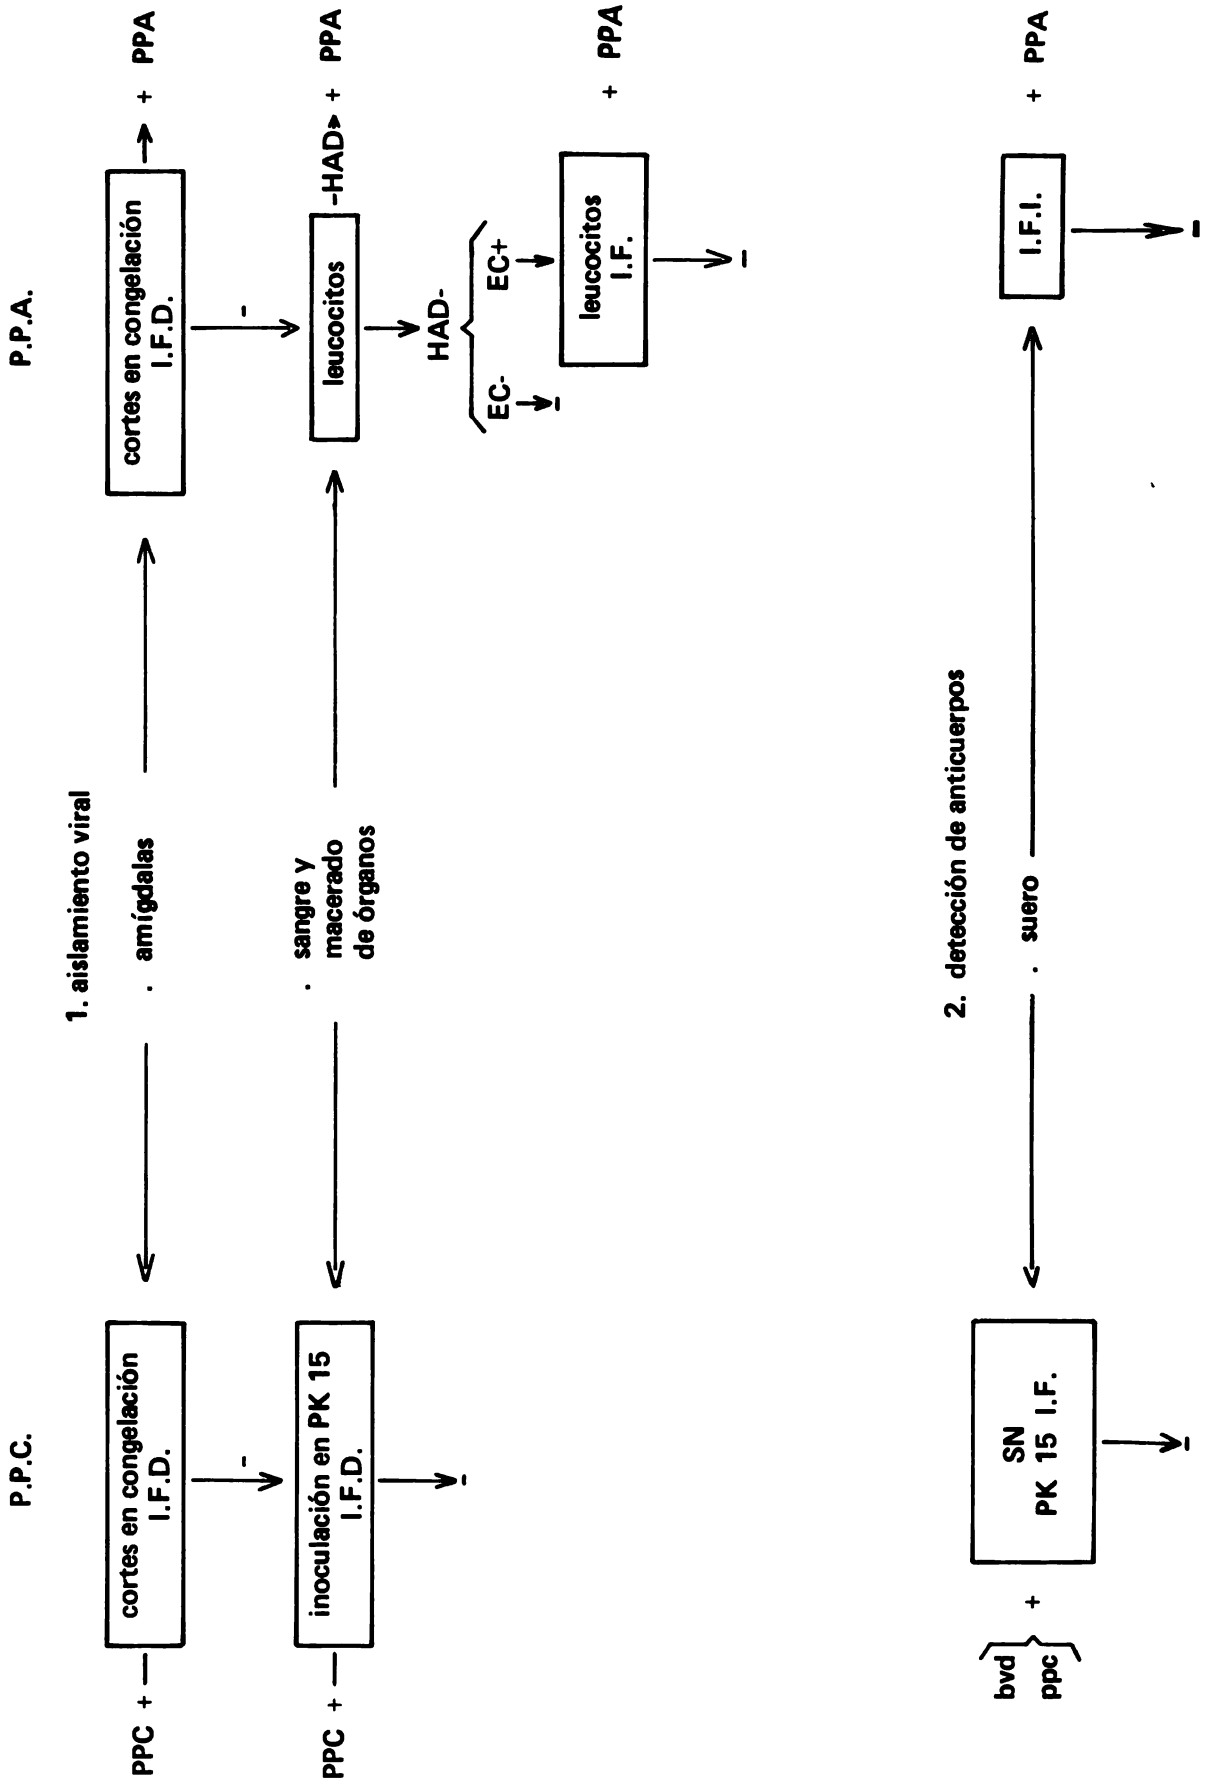 P.P.C.
P.P.A.
1. aislamiento viral
PPC +
cortes en congelación
I.F.D.
. amígdalas
cortes en congelación
I.F.D.
+ PPA
-
-
PPC +
inoculación en PK 15
I.F.D.
. sangre y
macerado
de órganos
leucocitos
-HAD
+ PPA
-
HAD-
EC-
EC+
-
leucocitos
I.F.
+ PPA
-
2. detección de anticuerpos
bvd
ppc
+
SN
PK 15 I.F.
. suero
I.F.I.
+ PPA
-
-